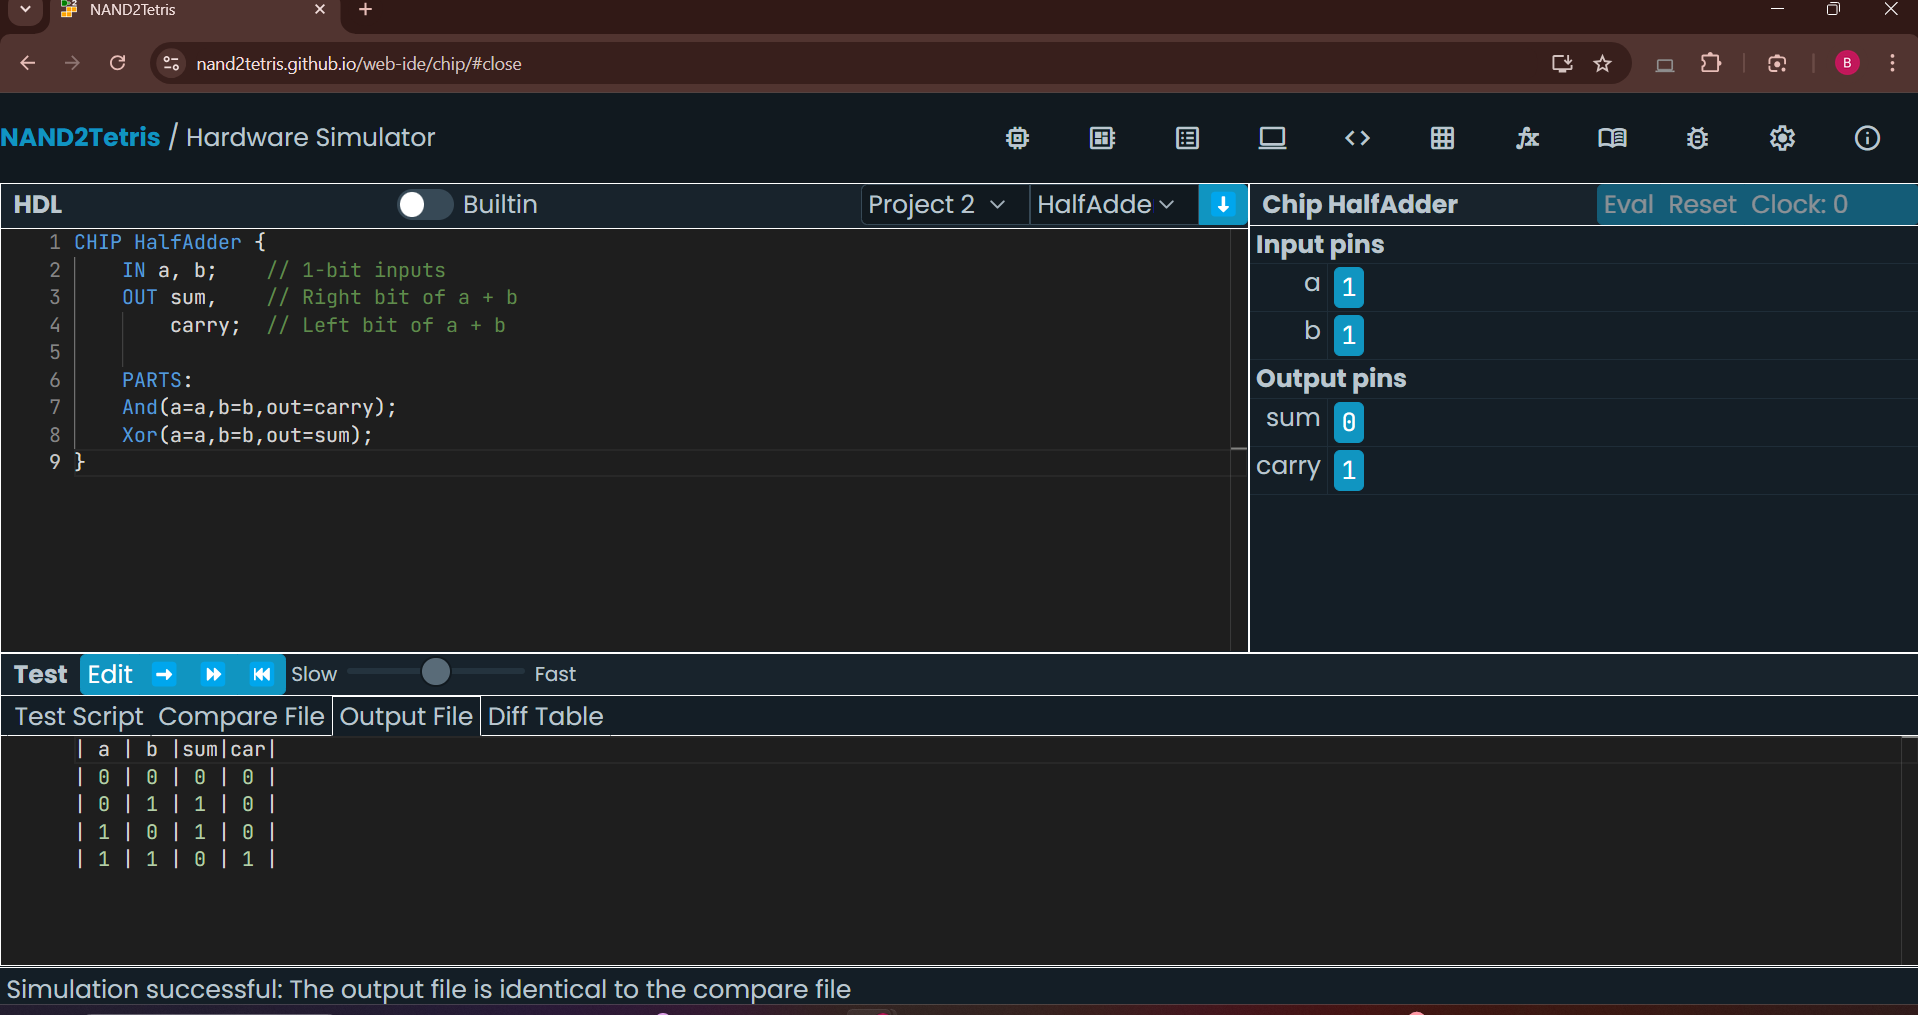 NAND2Tetris
nand2tetris.github.io/web-ide/chip/#close
B
NAND2Tetris / Hardware Simulator
HDL Builtin Project 2 HalfAdde
1 CHIP HalfAdder {
2 IN a, b; // 1-bit inputs
3 OUT sum, // Right bit of a + b
4 carry; // Left bit of a + b
5
6 PARTS:
7 And(a=a,b=b,out=carry);
8 Xor(a=a,b=b,out=sum);
9 }
Chip HalfAdder Eval Reset Clock: 0
Input pins
a 1
b 1
Output pins
sum 0
carry 1
Test Edit Slow Fast
Test Script Compare File Output File Diff Table
| a | b |sum|car|
| 0 | 0 | 0 | 0 |
| 0 | 1 | 1 | 0 |
| 1 | 0 | 1 | 0 |
| 1 | 1 | 0 | 1 |
Simulation successful: The output file is identical to the compare file